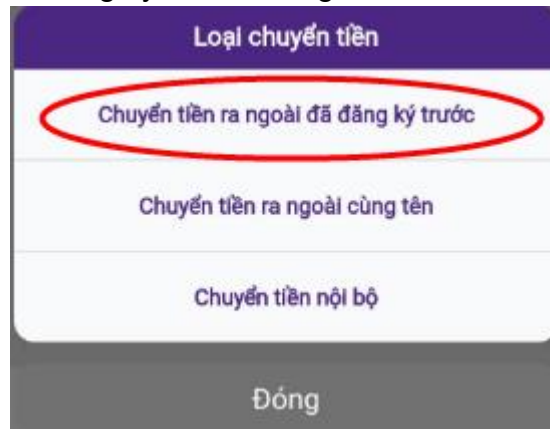 Loại chuyển tiền
Chuyển tiền ra ngoài đã đăng ký trước
Chuyển tiền ra ngoài cùng tên
Chuyển tiền nội bộ
Đóng